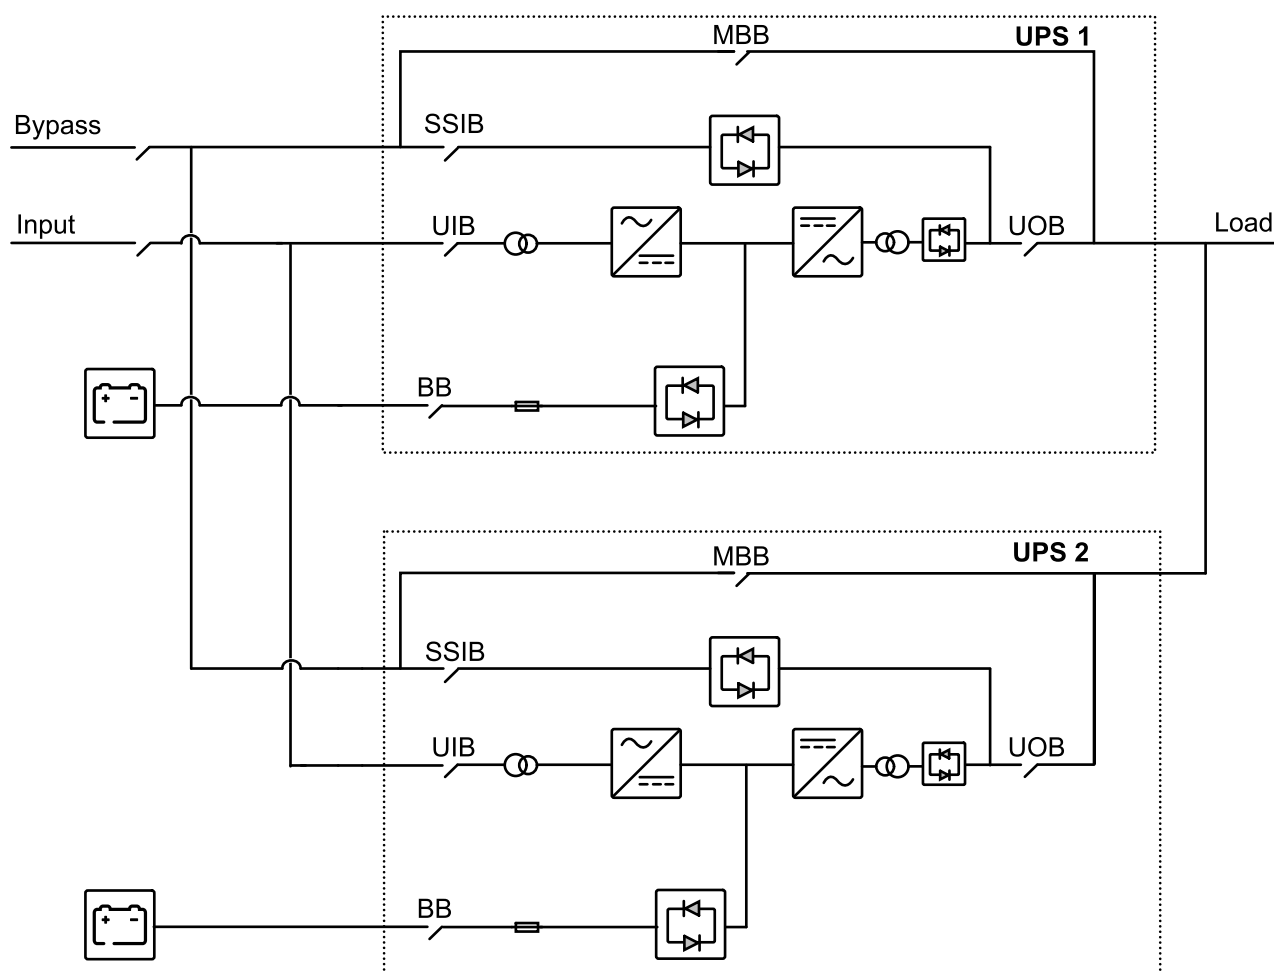 MBB
UPS 1
Bypass
SSIB
Input
UIB
UOB
Load
BB
MBB
UPS 2
SSIB
UIB
UOB
BB